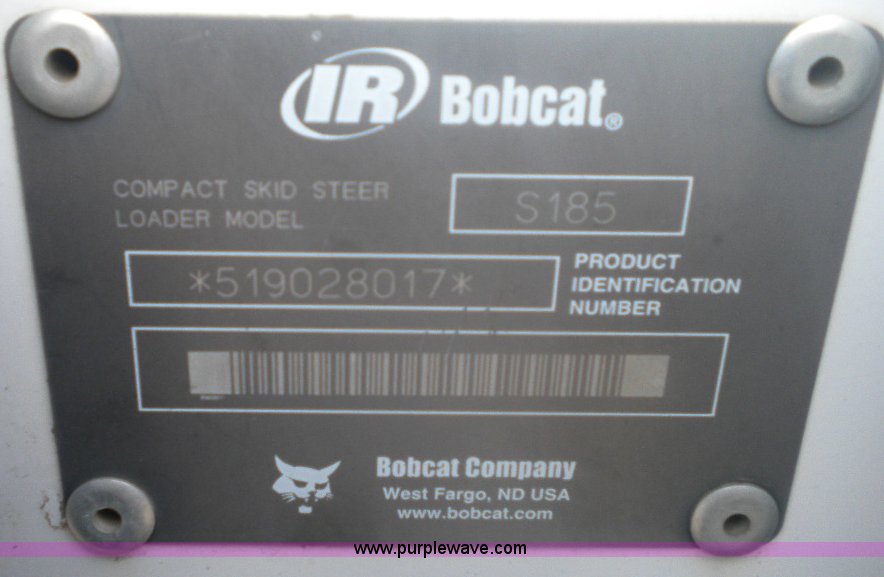 IR Bobcat®
COMPACT SKID STEER
LOADER MODEL
S185
*519028017*
PRODUCT
IDENTIFICATION
NUMBER
Bobcat Company
West Fargo, ND USA
www.bobcat.com
www.purplewave.com